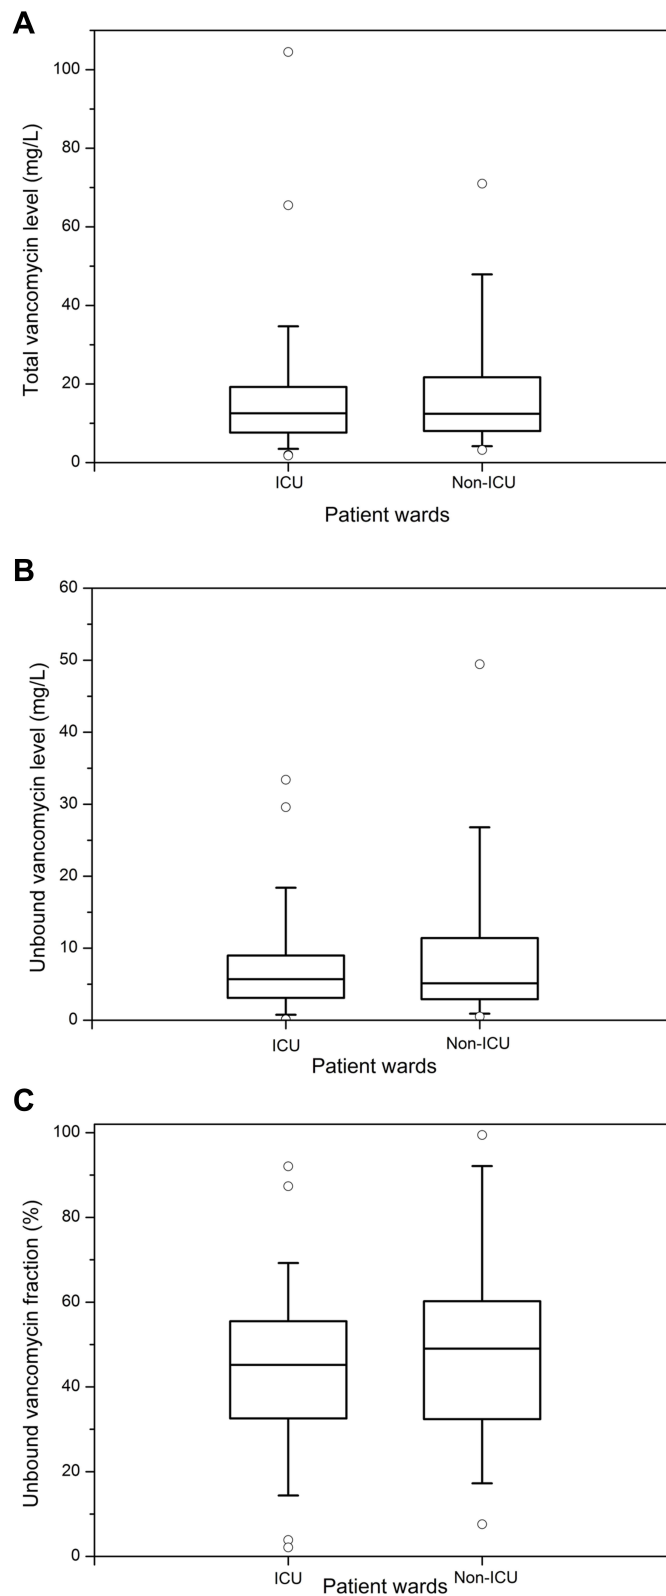 A
Total vancomycin level (mg/L)
100
80
60
40
20
0
ICU
Non-ICU
Patient wards
B
Unbound vancomycin level (mg/L)
60
50
40
30
20
10
0
ICU
Non-ICU
Patient wards
C
Unbound vancomycin fraction (%)
100
80
60
40
20
0
ICU
Non-ICU
Patient wards